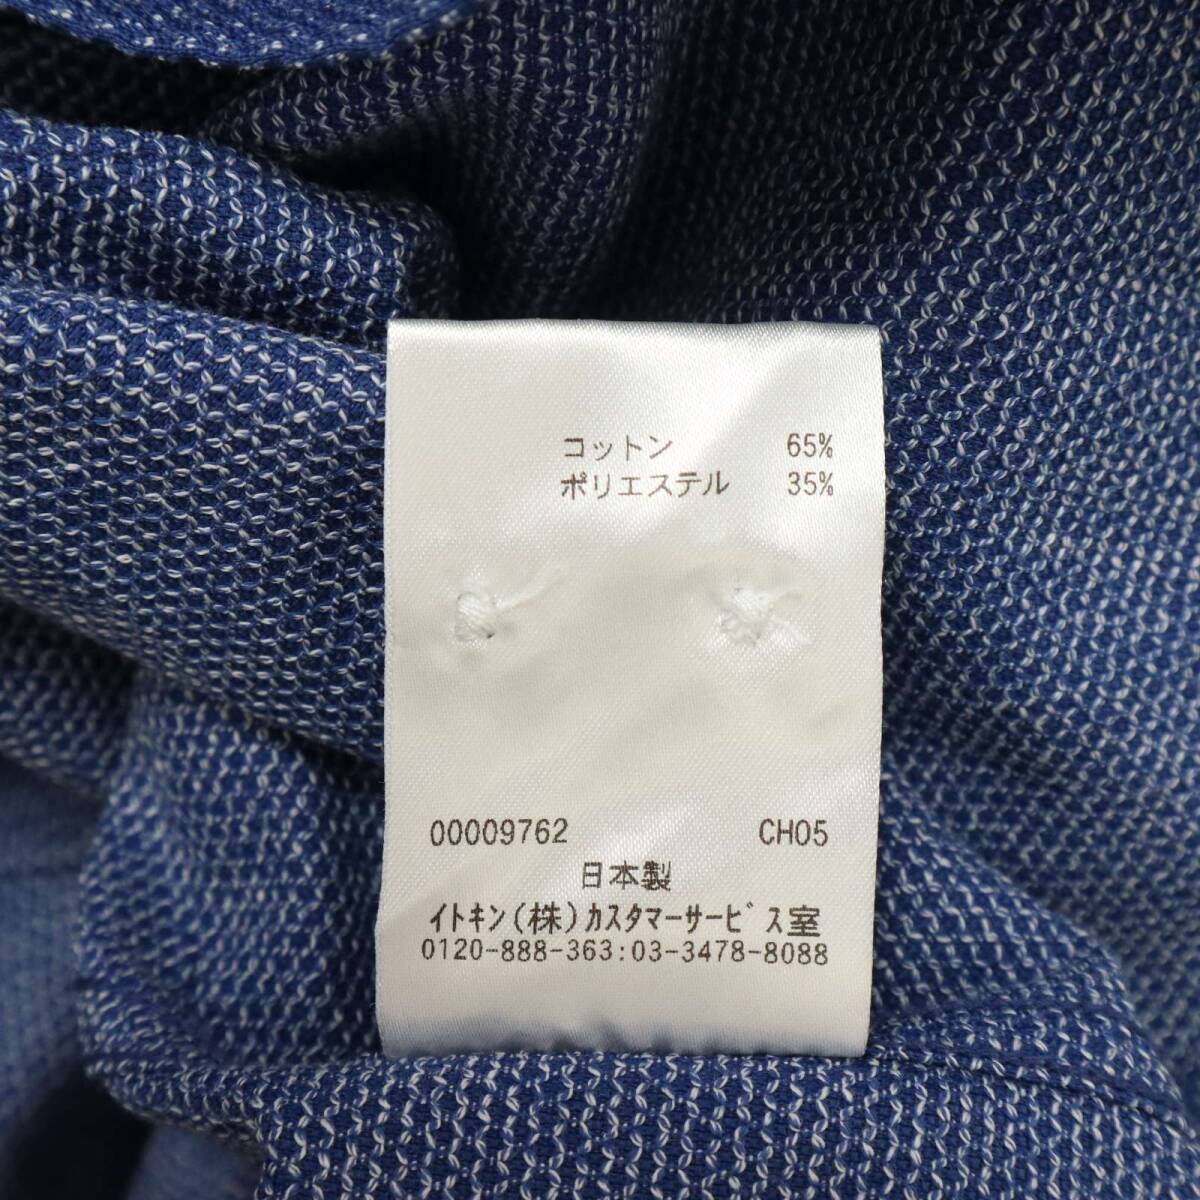 コットン 65%
ポリエステル 35%
00009762 CH05
日本製
イトキン(株)カスタマーサービス室
0120-888-363:03-3478-8088